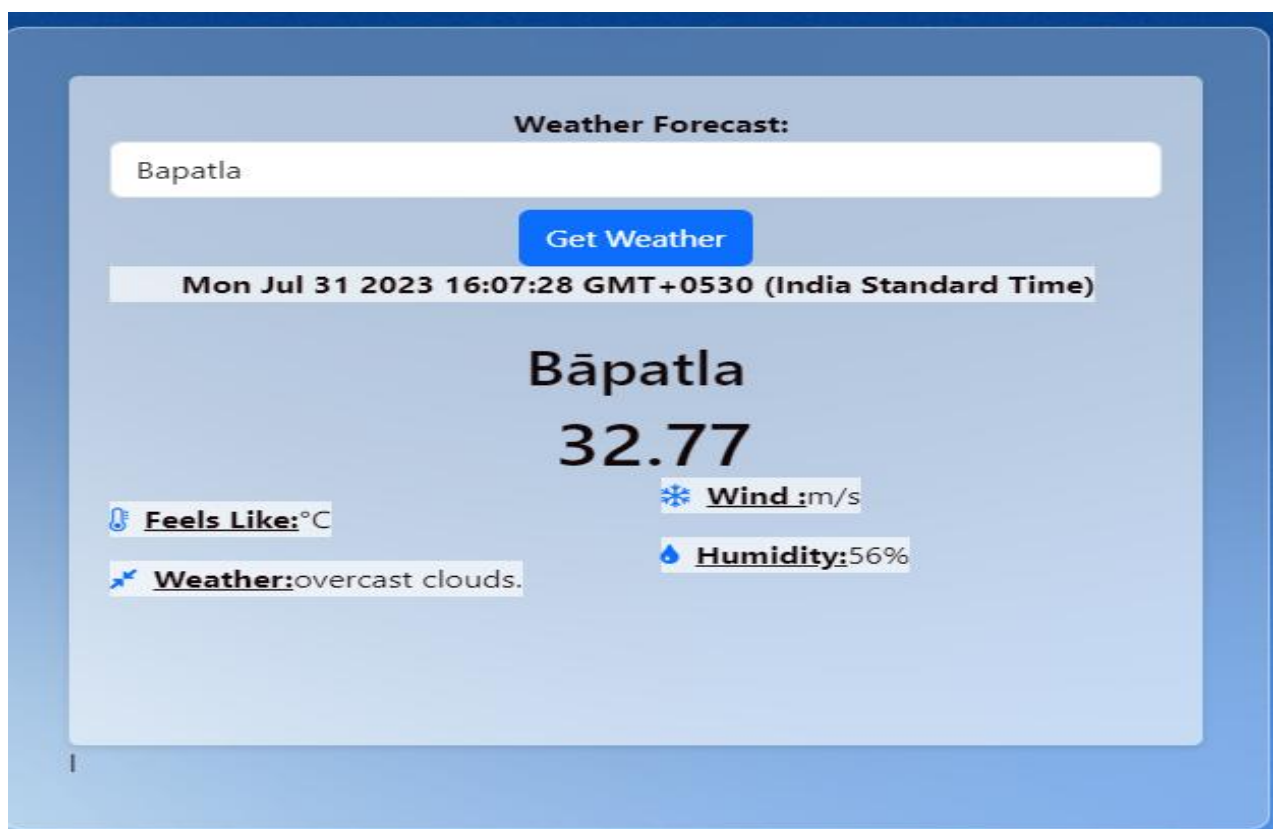 Weather Forecast:
Bapatla
Get Weather
Mon Jul 31 2023 16:07:28 GMT+0530 (India Standard Time)
Bāpatla
32.77
Feels Like:°C
Wind :m/s
Weather:overcast clouds.
Humidity:56%